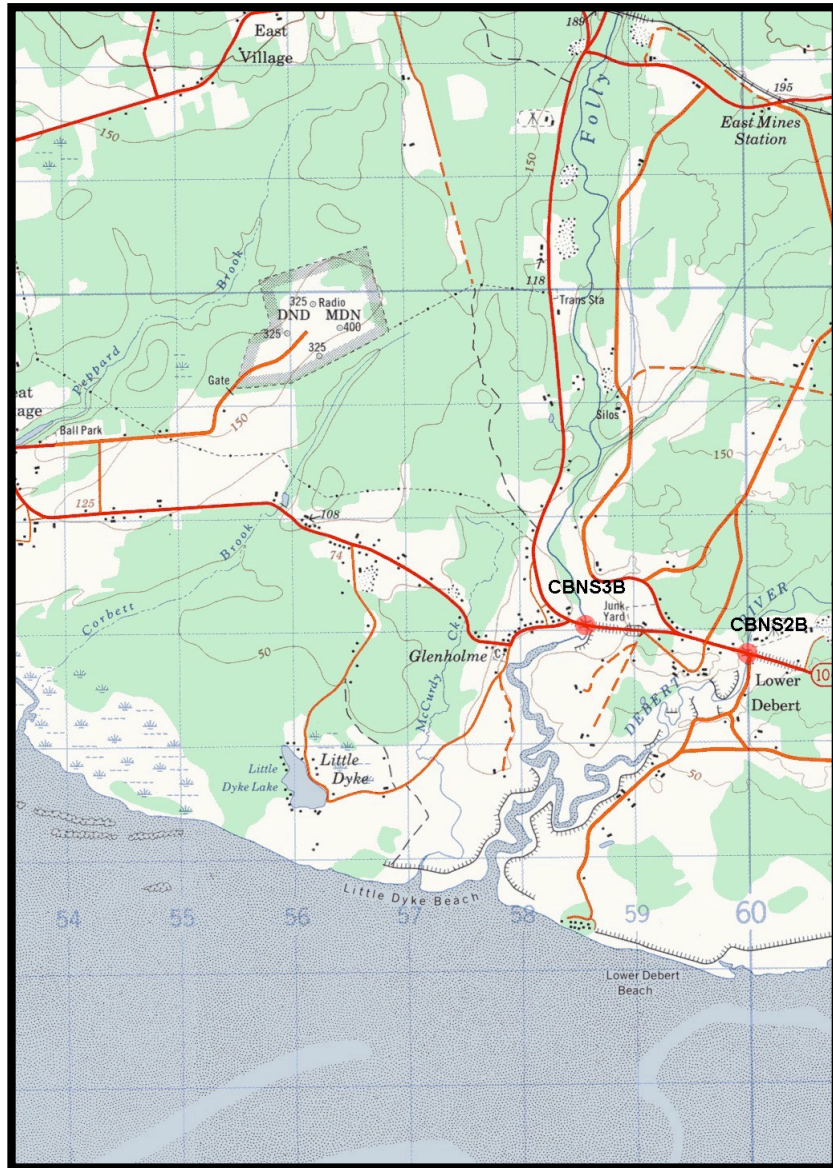 East
Village
150
189
Folly
195
East Mines
Station
150
Brook
Peppard
325
Radio
DND MDN
325
400
325
118
Trans Sta
Gate
eat
age
Ball Park
150
Silos
150
125
108
Brook
Corbett
74
50
CBNS3B
Junk
Yard
RIVER
CBNS2B
Glenholme
McCurdy Ck
DEBERT
10
Lower
Debert
Little
Dyke Lake
Little
Dyke
50
Little Dyke Beach
54
55
56
57
58
59
60
Lower Debert
Beach